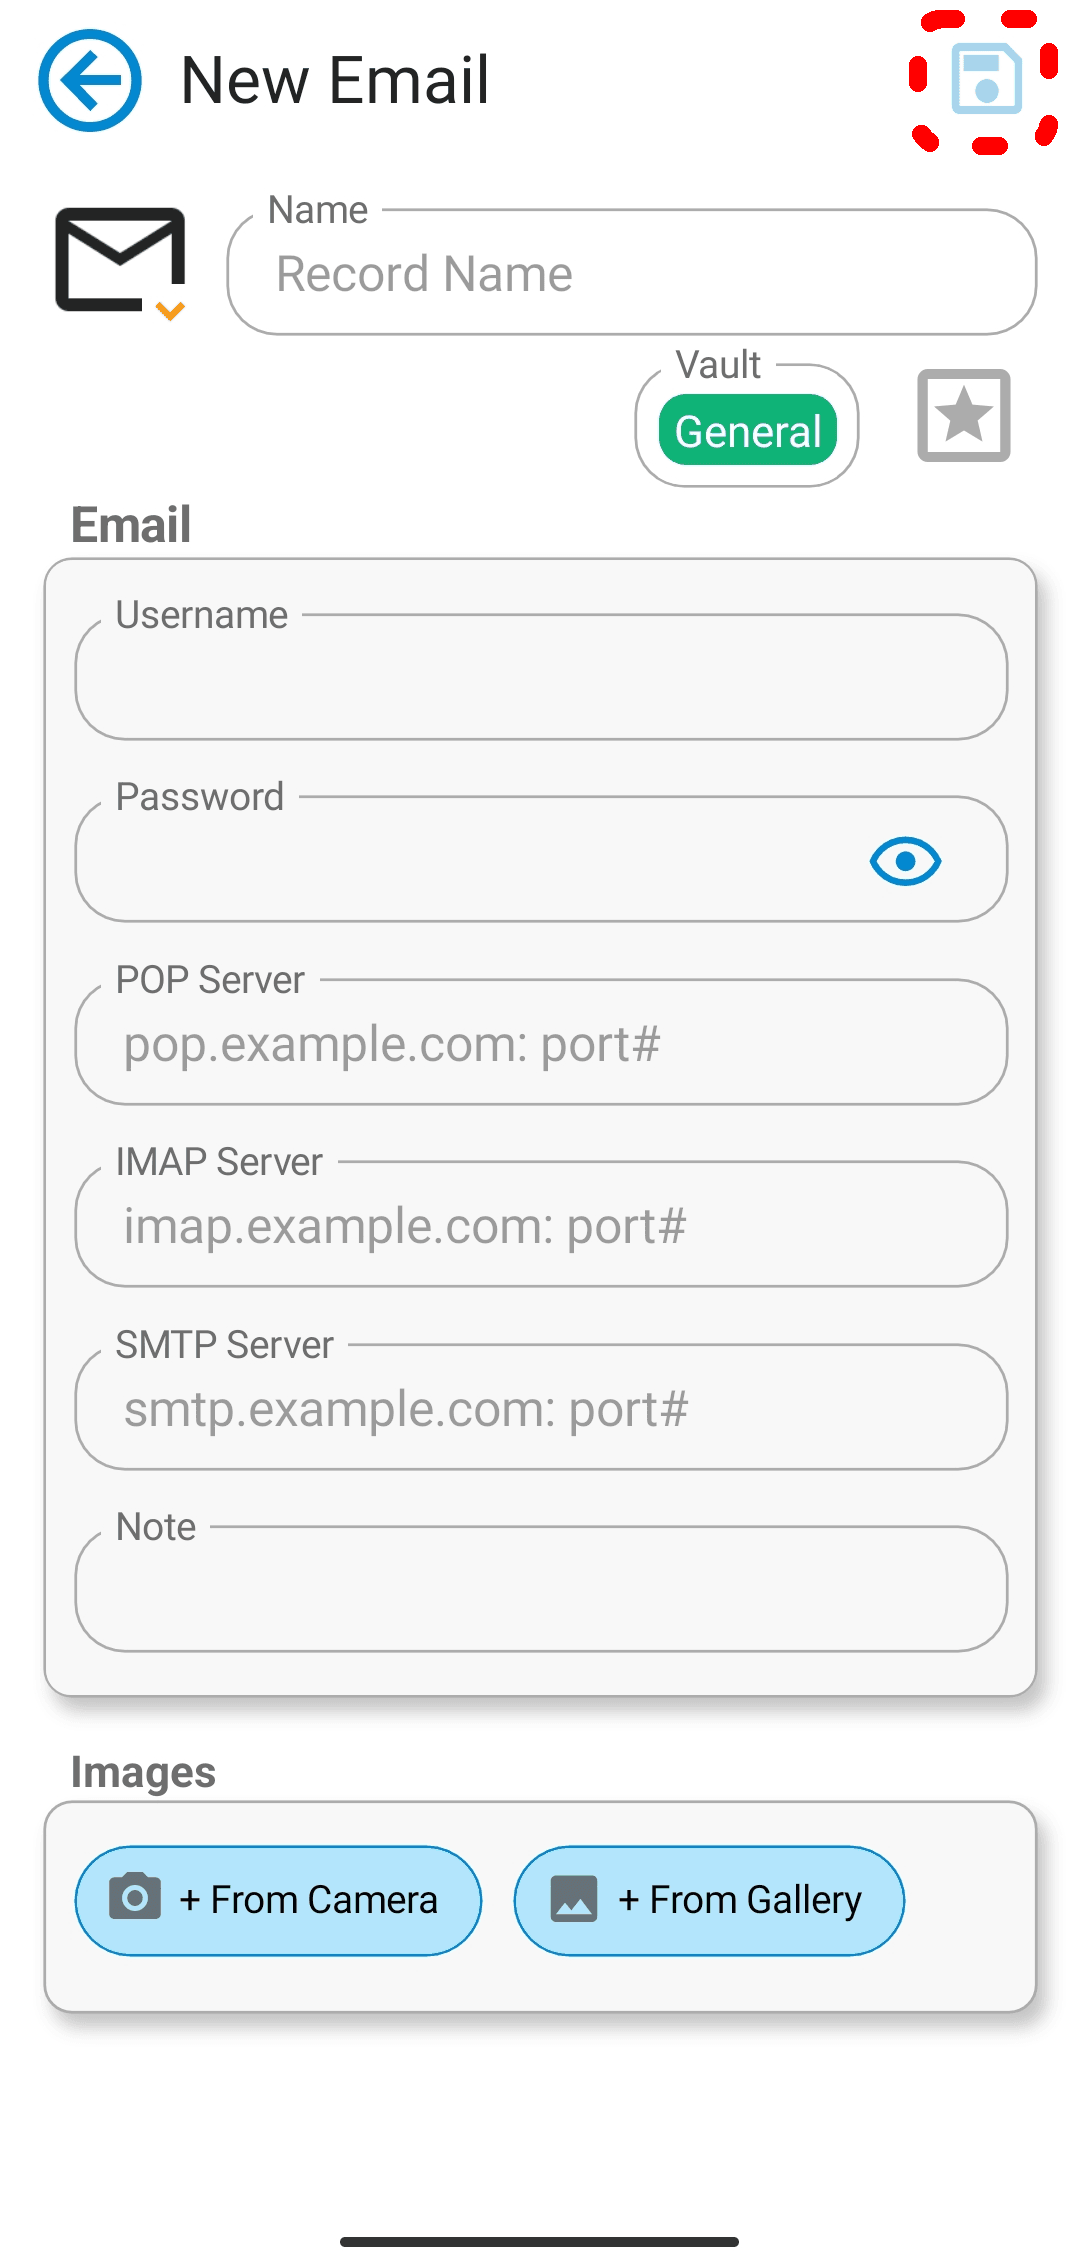 New Email
Name
Record Name
Vault
General
Email
Username
Password
POP Server
pop.example.com: port#
IMAP Server
imap.example.com: port#
SMTP Server
smtp.example.com: port#
Note
Images
+ From Camera
+ From Gallery